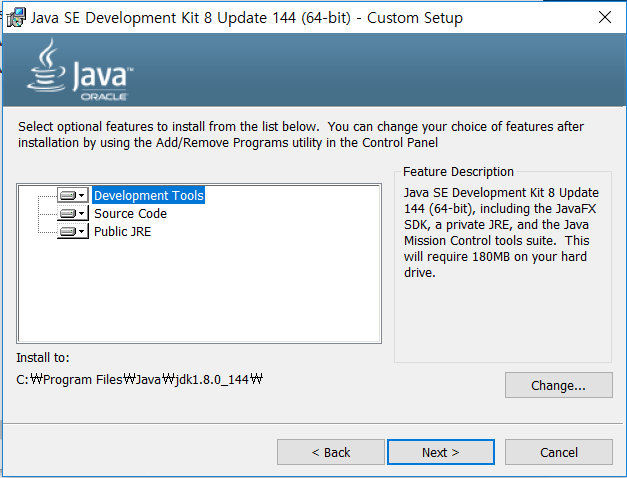 Java SE Development Kit 8 Update 144 (64-bit) - Custom Setup
Java™
ORACLE
Select optional features to install from the list below.  You can change your choice of features after
installation by using the Add/Remove Programs utility in the Control Panel
Development Tools
Source Code
Public JRE
Feature Description
Java SE Development Kit 8 Update
144 (64-bit), including the JavaFX
SDK, a private JRE, and the Java
Mission Control tools suite.  This
will require 180MB on your hard
drive.
Install to:
C:₩Program Files₩Java₩jdk1.8.0_144₩
Change...
< Back
Next >
Cancel